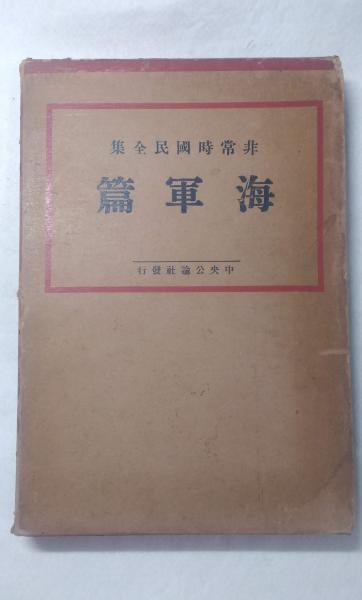 非常時國民全集
海軍篇
中央公論社發行